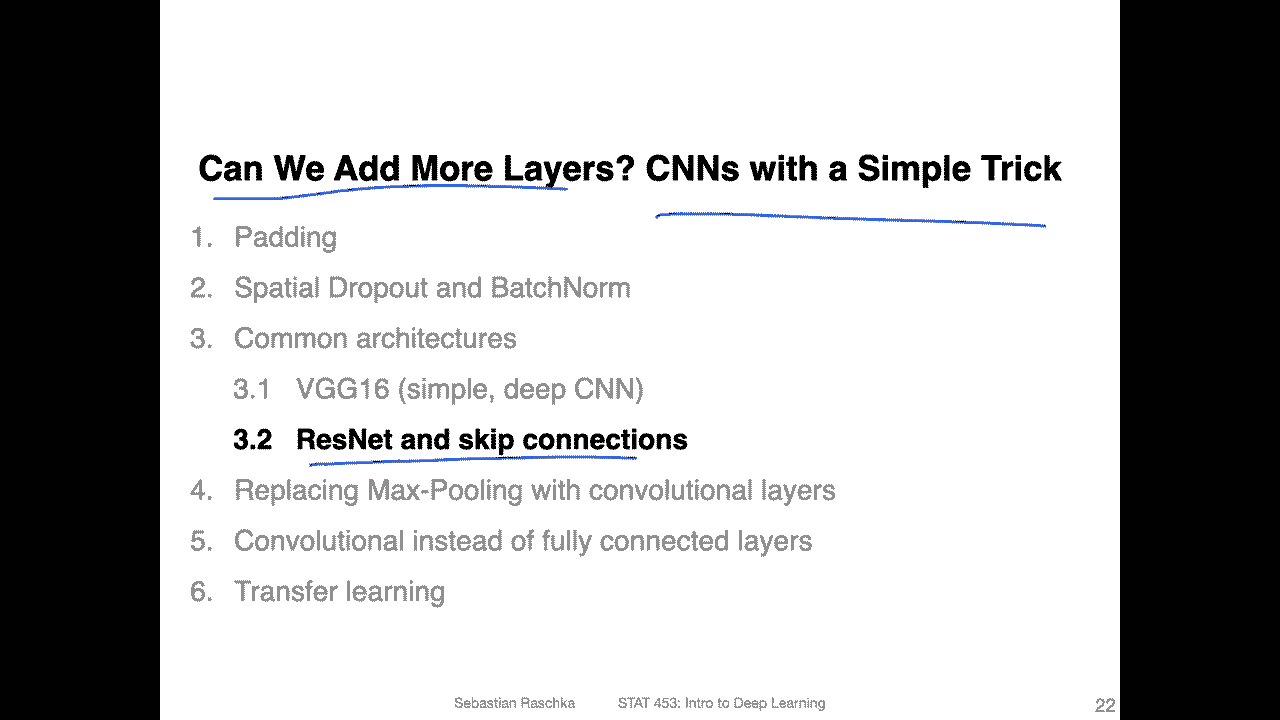 Can We Add More Layers? CNNs with a Simple Trick
1. Padding
2. Spatial Dropout and BatchNorm
3. Common architectures
3.1 VGG16 (simple, deep CNN)
3.2 ResNet and skip connections
4. Replacing Max-Pooling with convolutional layers
5. Convolutional instead of fully connected layers
6. Transfer learning
Sebastian Raschka STAT 453: Intro to Deep Learning 22